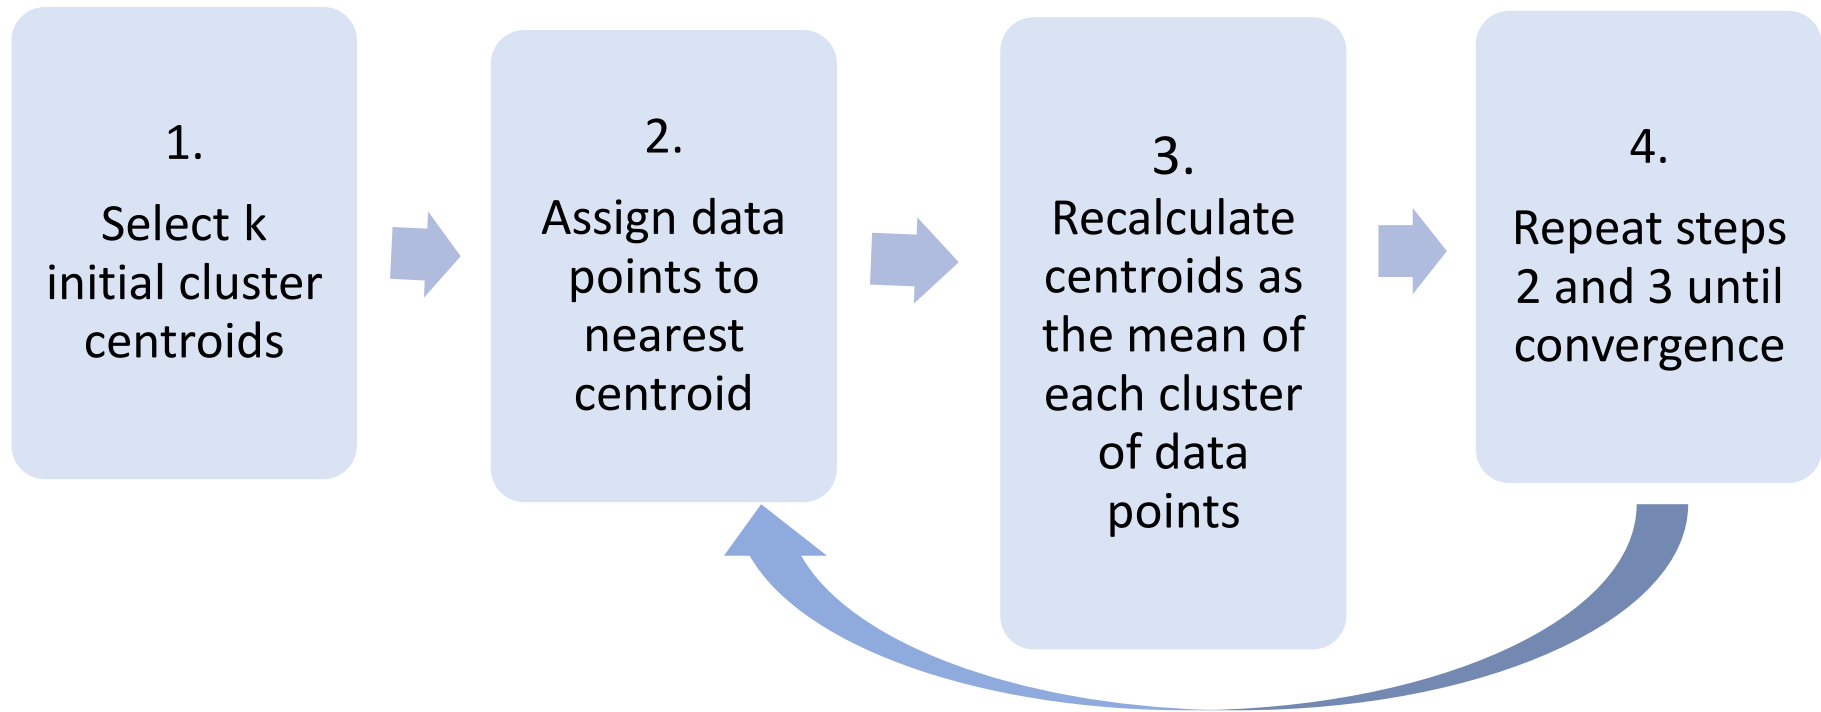 1.
Select k
initial cluster
centroids
2.
Assign data
points to
nearest
centroid
3.
Recalculate
centroids as
the mean of
each cluster
of data
points
4.
Repeat steps
2 and 3 until
convergence